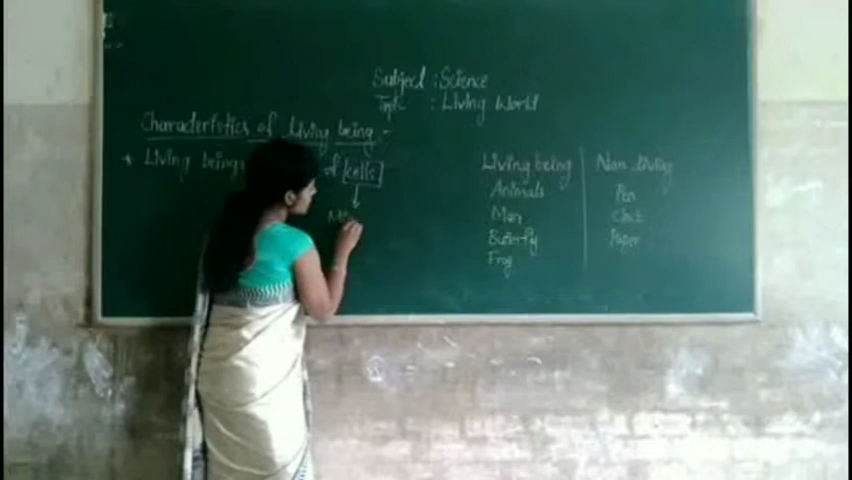 Subject : Science
Topic : Living World
Characteristics of living being -
* Living beings of cells
Living being Non living
Animals Pen
Man Clock
Butterfly Paper
Frog